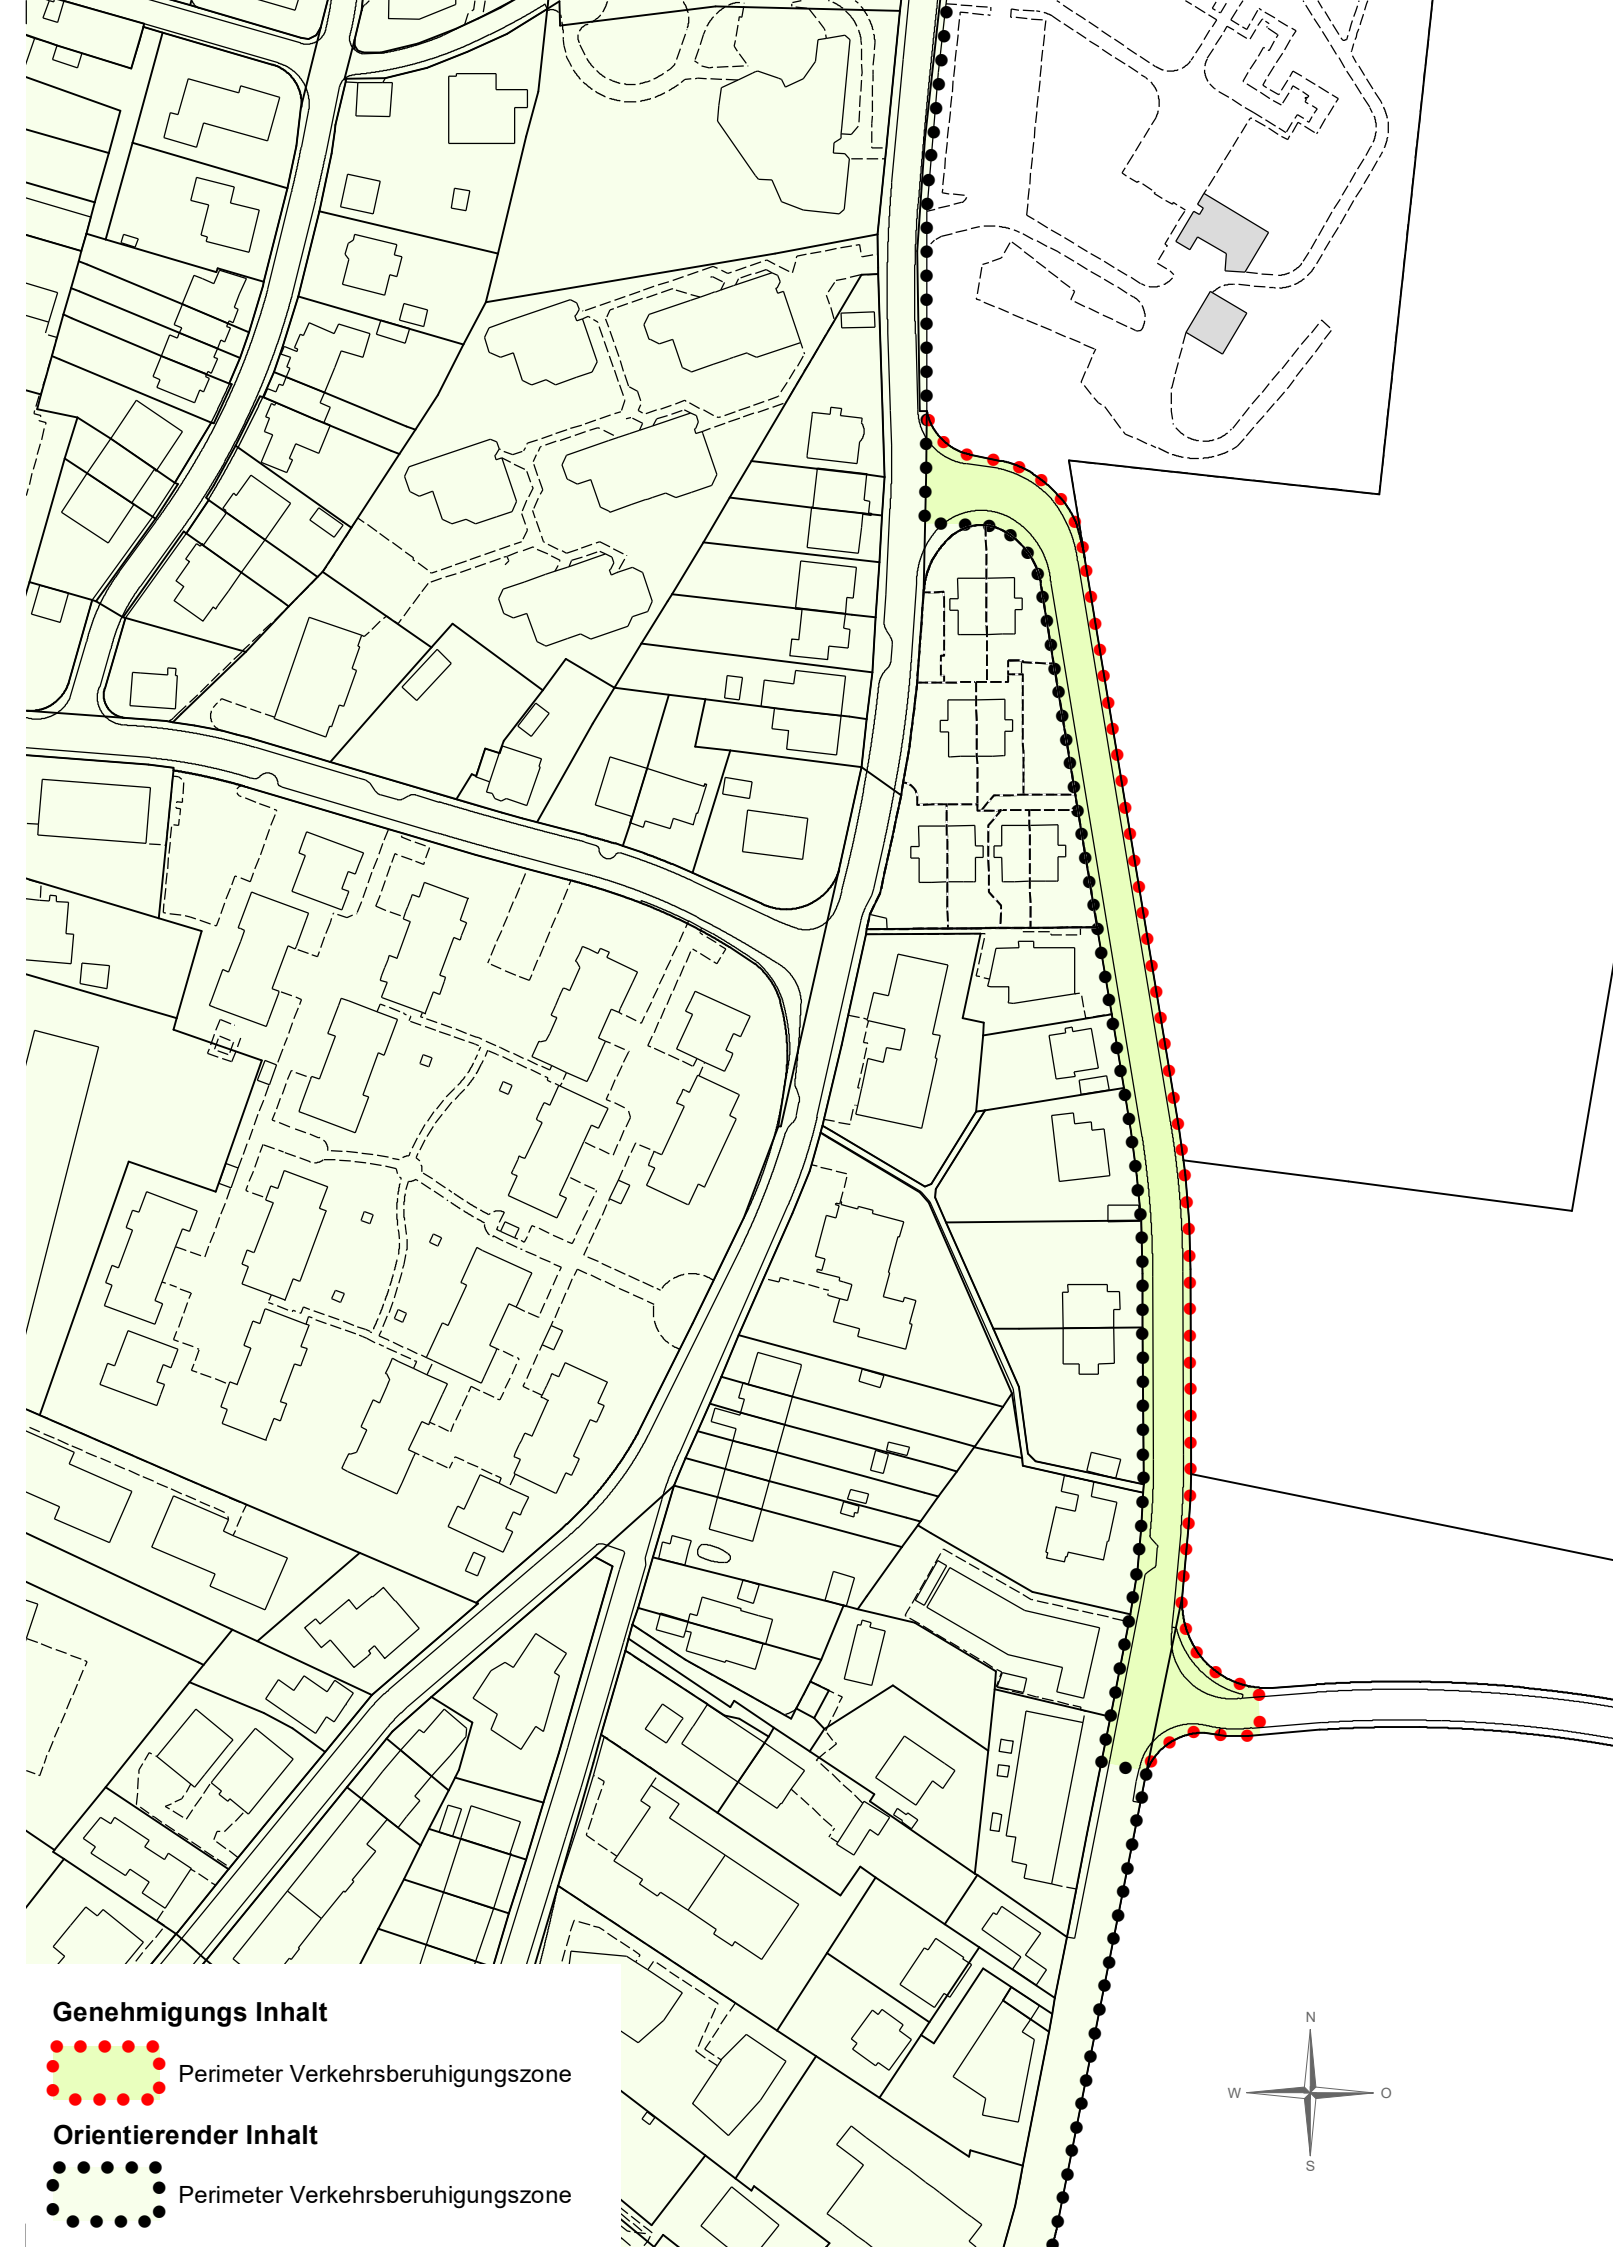 Genehmigungs Inhalt
Perimeter Verkehrsberuhigungszone
Orientierender Inhalt
Perimeter Verkehrsberuhigungszone
N
W O
S